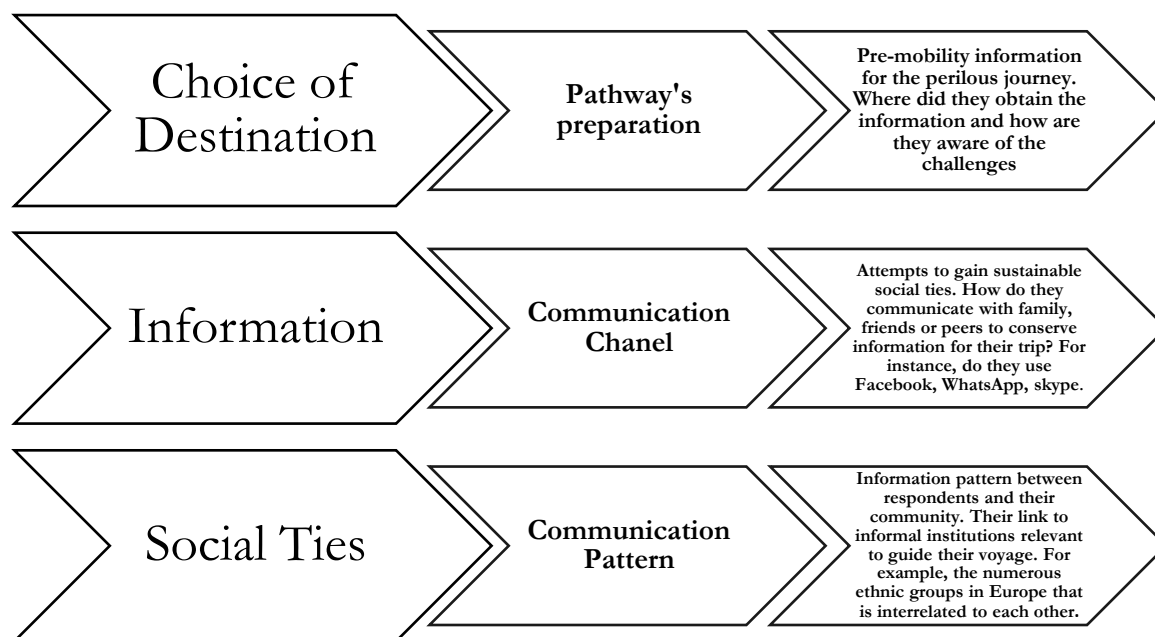 Choice of
Destination
Pathway's
preparation
Pre-mobility information
for the perilous journey.
Where did they obtain the
information and how are
they aware of the
challenges
Information
Communication
Chanel
Attempts to gain sustainable
social ties. How do they
communicate with family,
friends or peers to conserve
information for their trip? For
instance, do they use
Facebook, WhatsApp, skype.
Social Ties
Communication
Pattern
Information pattern between
respondents and their
community. Their link to
informal institutions relevant
to guide their voyage. For
example, the numerous
ethnic groups in Europe that
is interrelated to each other.